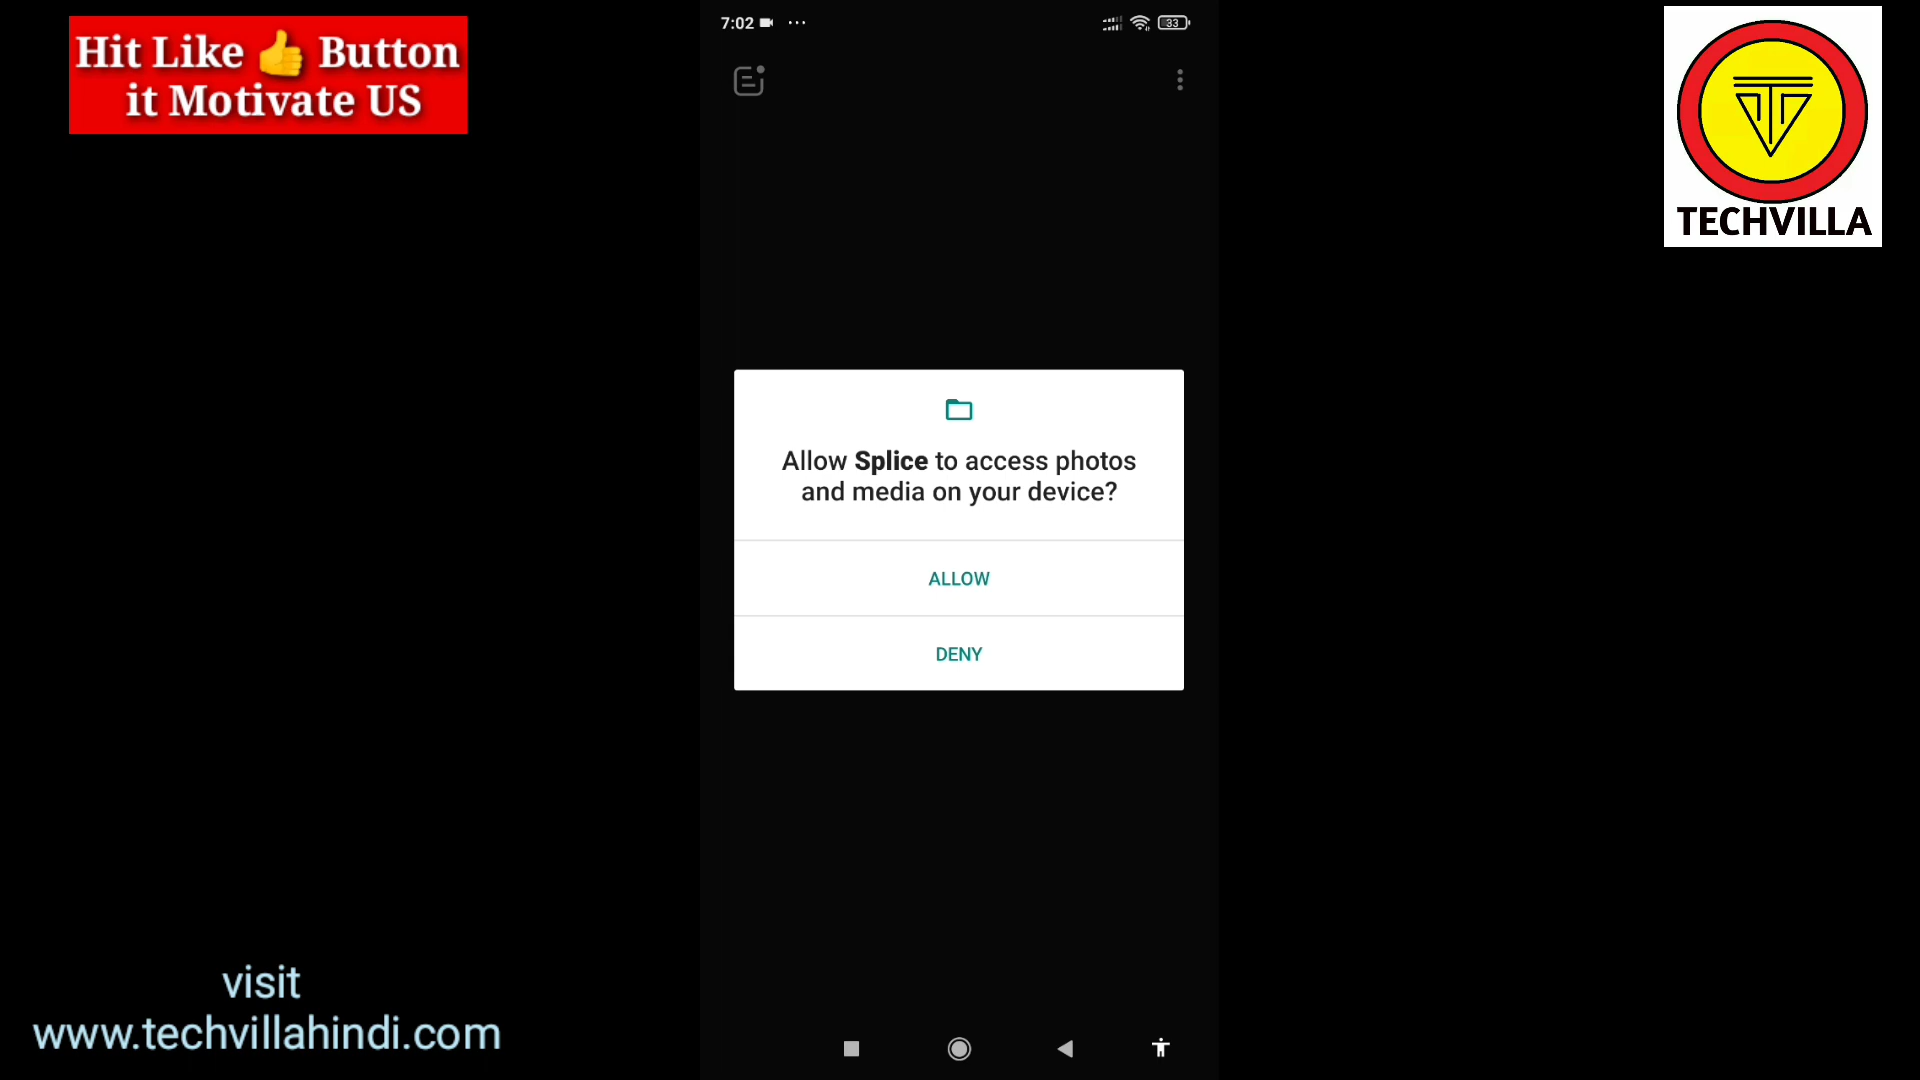 Hit Like 👍 Button
it Motivate US
7:02
33
TECHVILLA
Allow Splice to access photos
and media on your device?
ALLOW
DENY
visit
www.techvillahindi.com